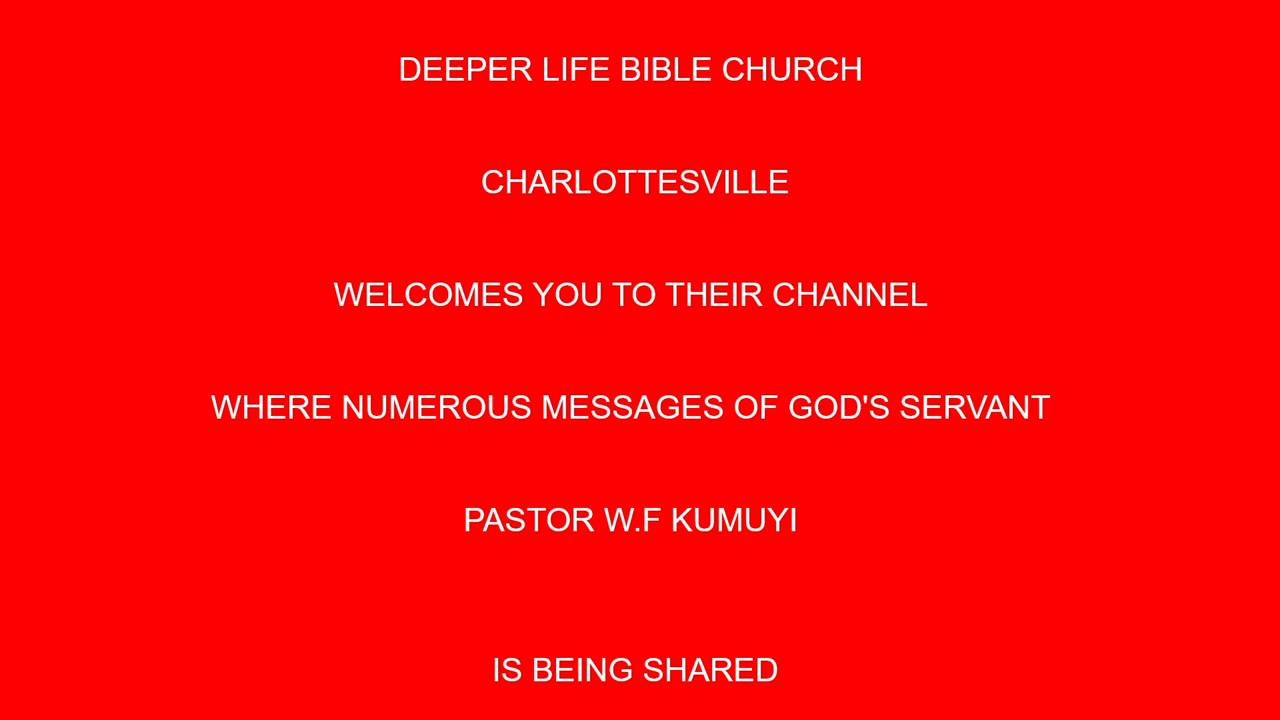 DEEPER LIFE BIBLE CHURCH
CHARLOTTESVILLE
WELCOMES YOU TO THEIR CHANNEL
WHERE NUMEROUS MESSAGES OF GOD'S SERVANT
PASTOR W.F KUMUYI
IS BEING SHARED